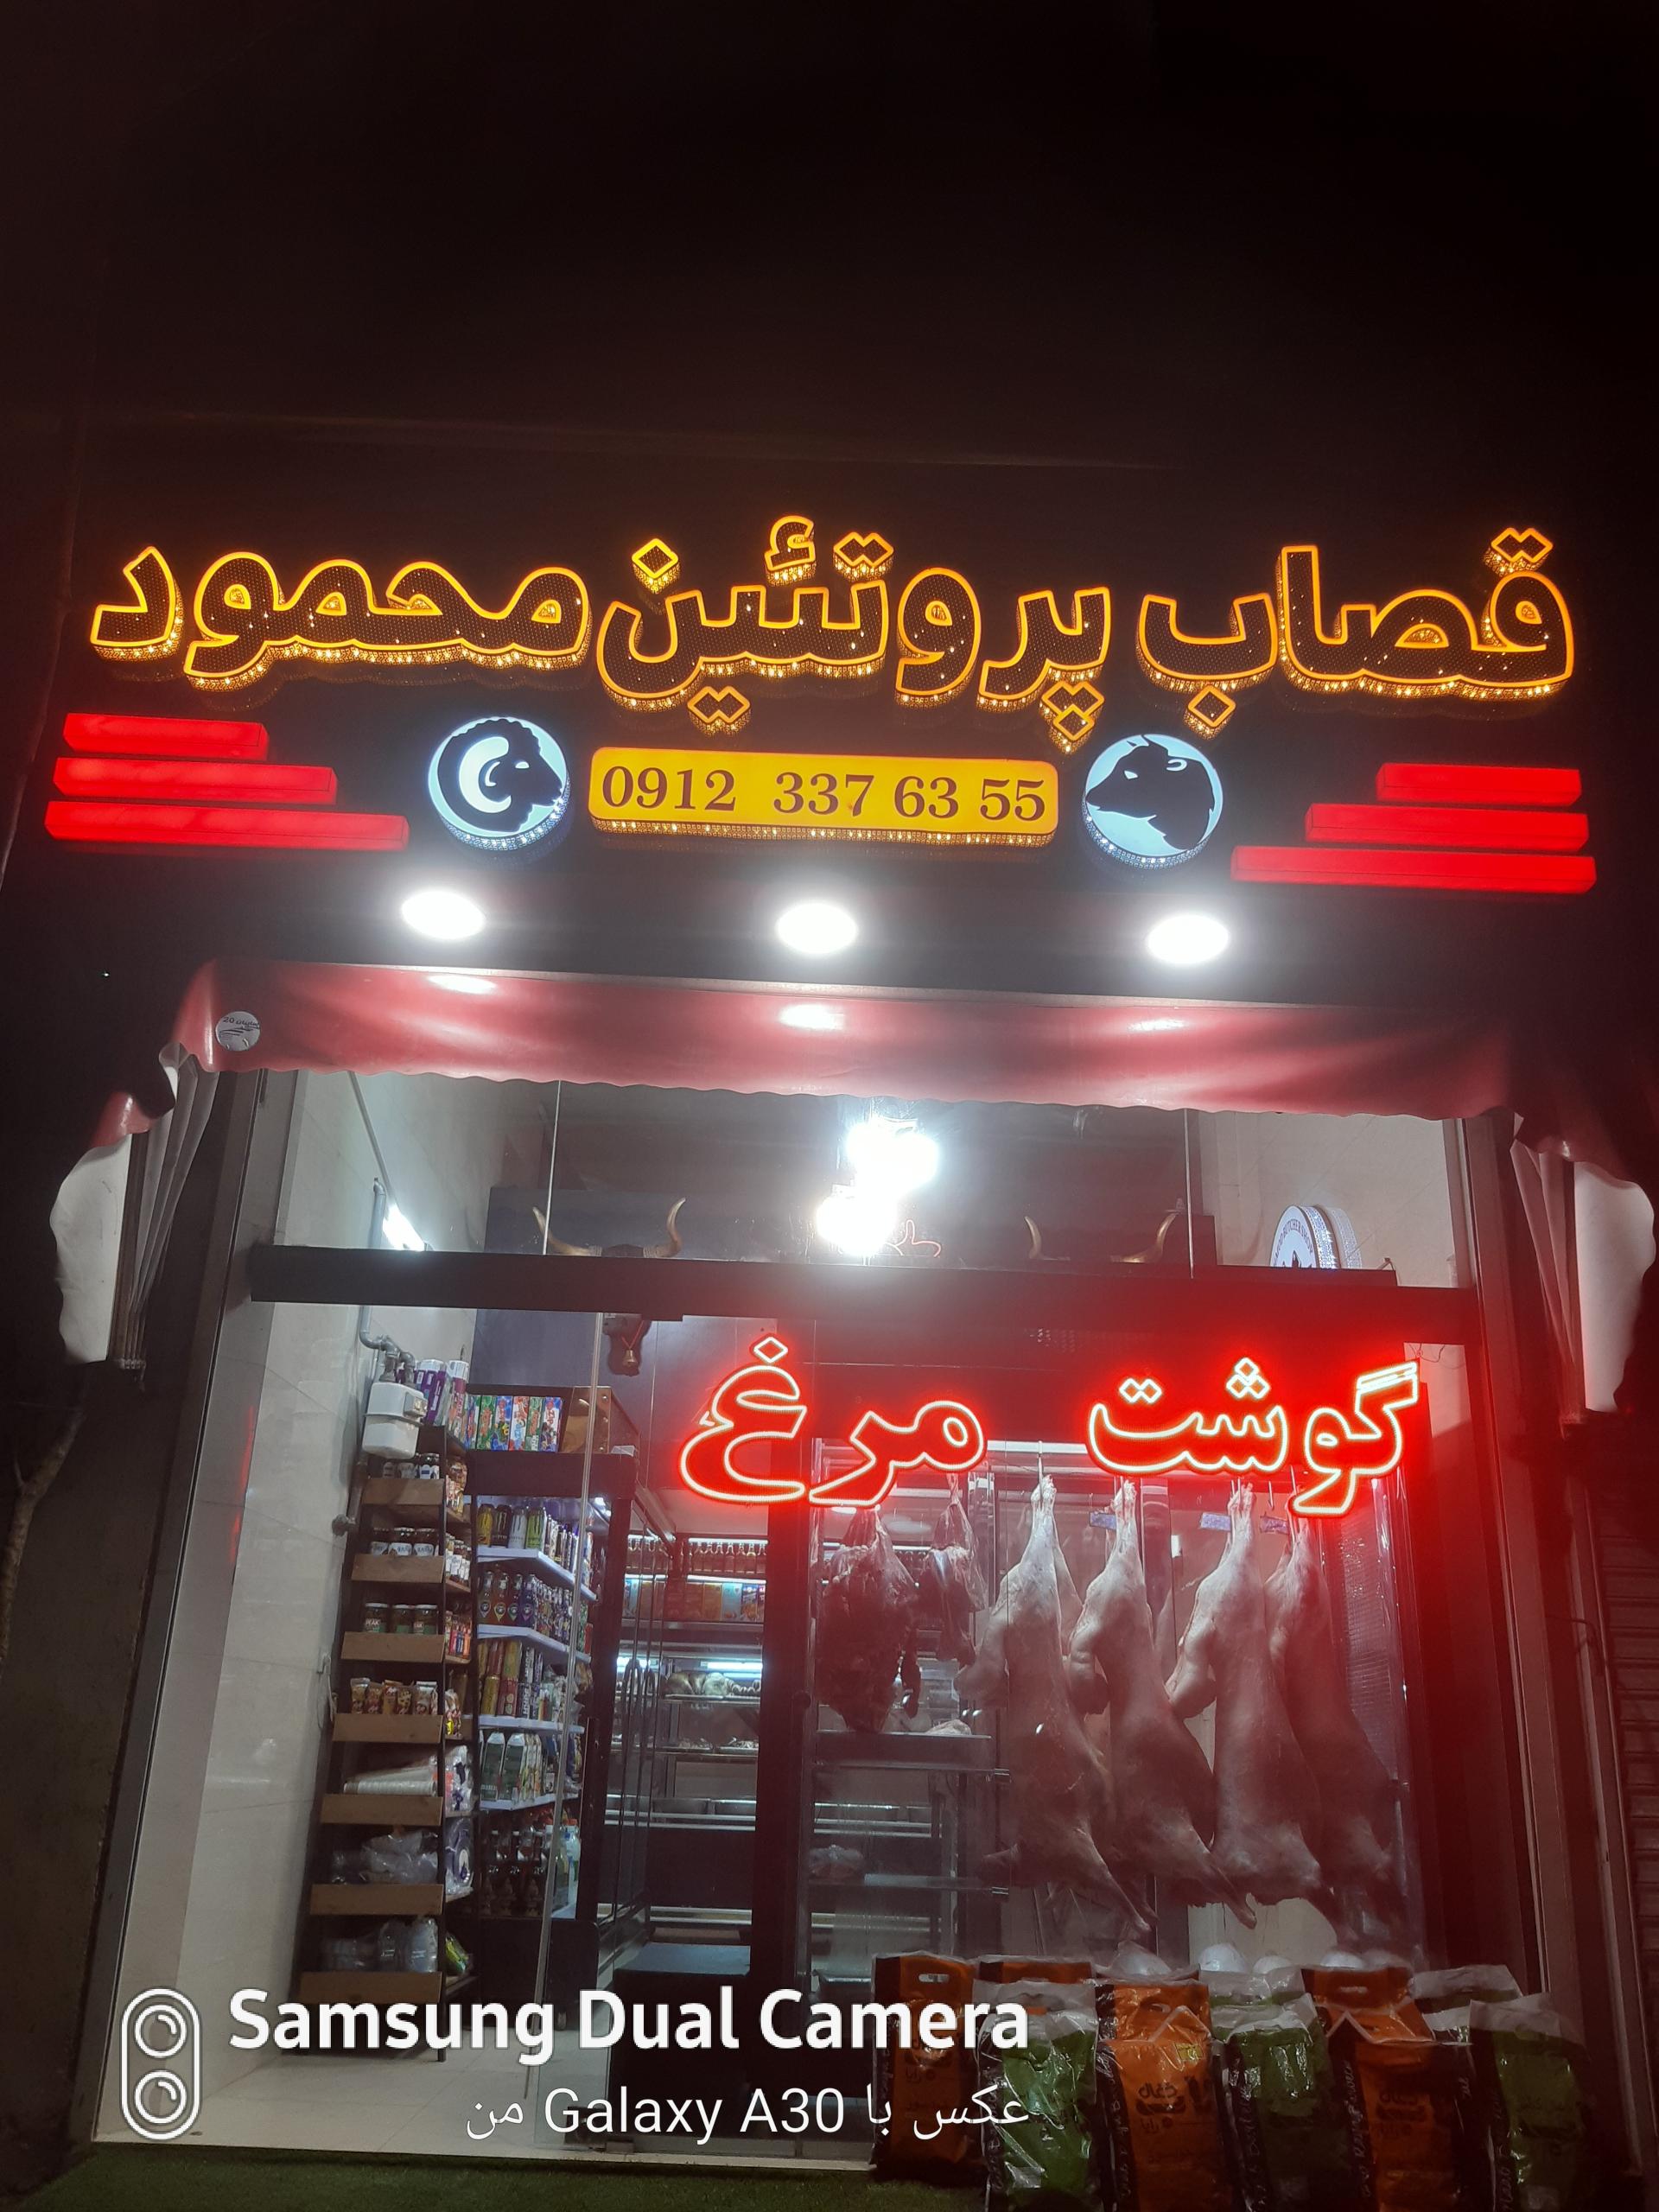 قصاب پروتئین محمود
0912 337 63 55
گوشت مرغ
Samsung Dual Camera
عکس با Galaxy A30 من